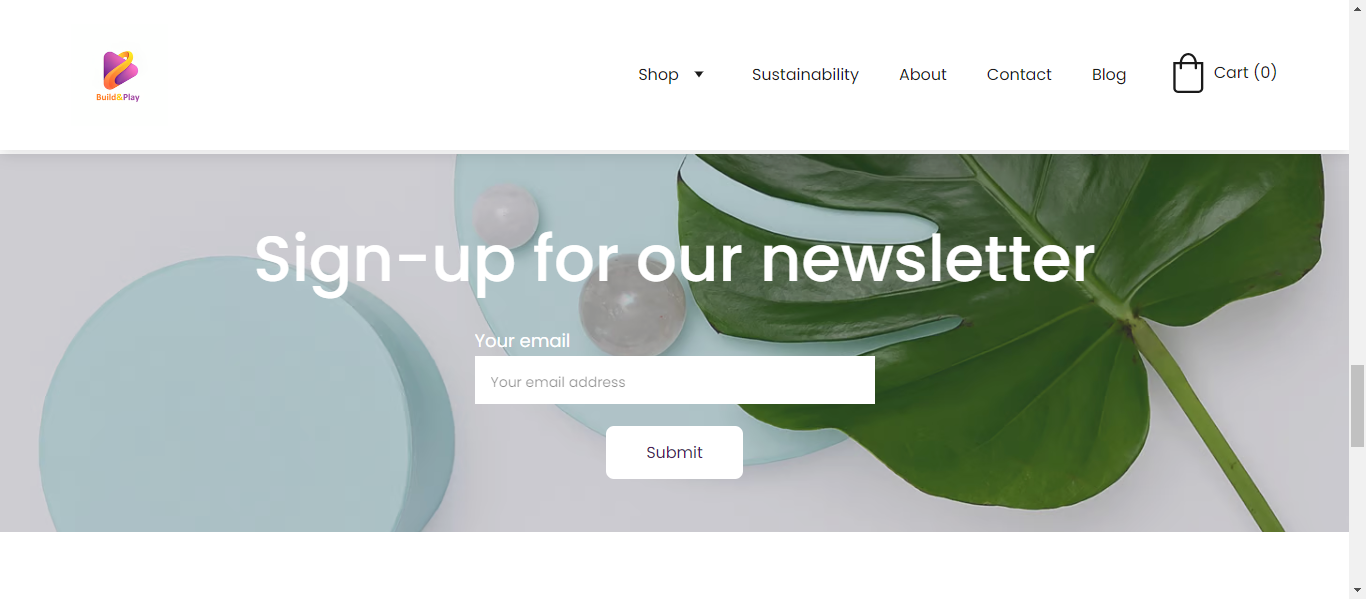 Build&Play
Shop
Sustainability
About
Contact
Blog
Cart (0)
Sign-up for our newsletter
Your email
Your email address
Submit